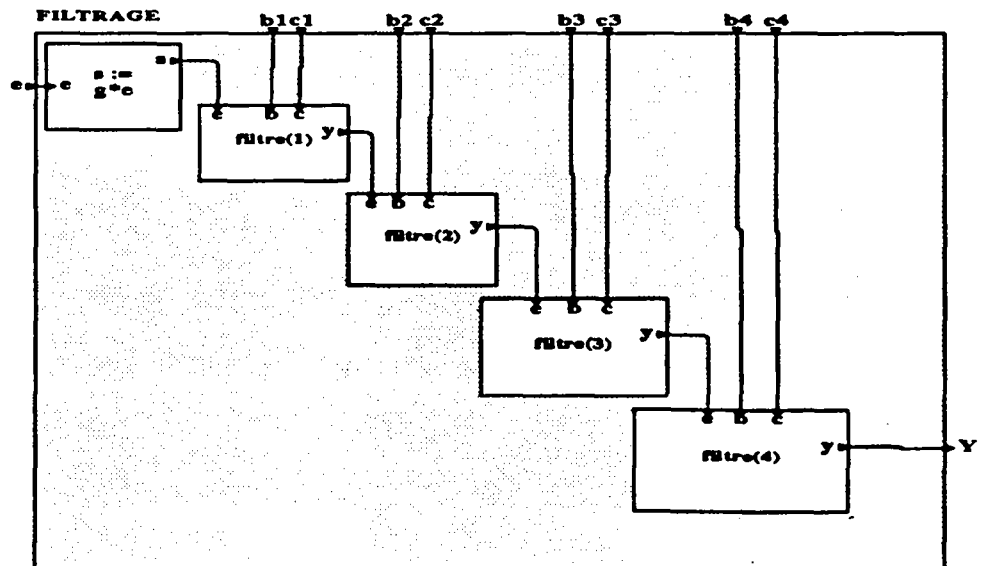 FILTRAGE b1 c1 b2 c2 b3 c3 b4 c4
s
s :=
e e
g*e
e b c
filtre(1) y
e b c
filtre(2) y
e b c
filtre(3) y
e b c
filtre(4) y Y